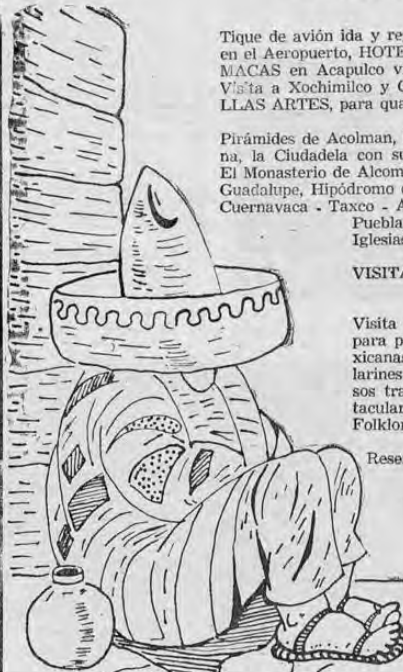 Tique de avión ida y re
en el Aeropuerto, HOTE
MACAS en Acapulco v
Visita a Xochimilco y C
LLAS ARTES, para qua
Pirámides de Acolman,
na, la Ciudadela con su
El Monasterio de Alcom
Guadalupe, Hipódromo
Cuernavaca - Taxco - A
Puebla
Iglesias
VISITA
Visita
para p
xicanas
larines
sos tra
tacular
Folklor
Rese